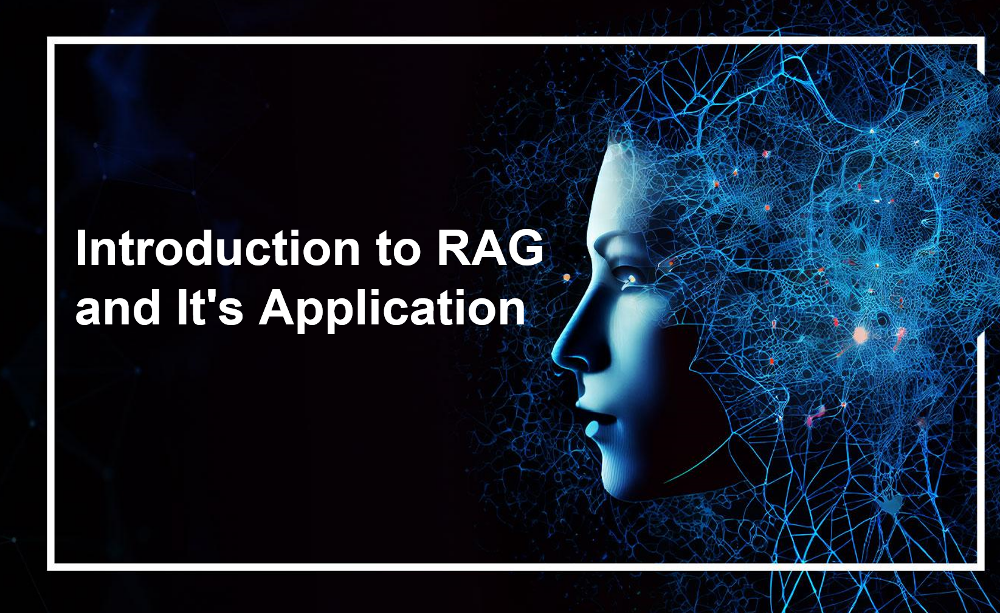 Introduction to RAG
and It's Application